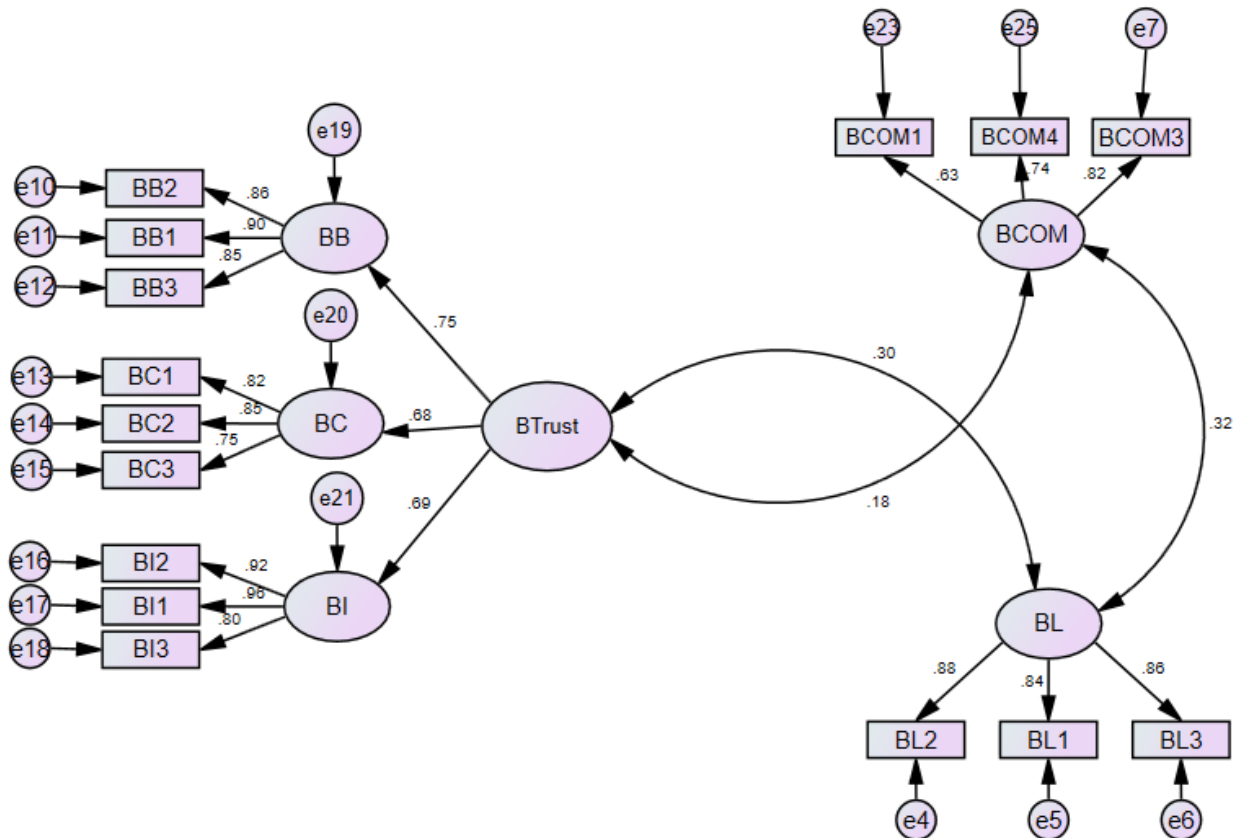 e23
e25
e7
BCOM1
BCOM4
BCOM3
.63
.74
.82
BCOM
e19
e10
BB2
.86
e11
BB1
.90
BB
e12
BB3
.85
e20
.75
e13
BC1
.82
e14
BC2
.85
BC
e15
BC3
.75
.68
BTrust
.30
.32
.18
e21
.69
e16
BI2
.92
e17
BI1
.96
BI
e18
BI3
.80
BL
.88
.84
.86
BL2
BL1
BL3
e4
e5
e6